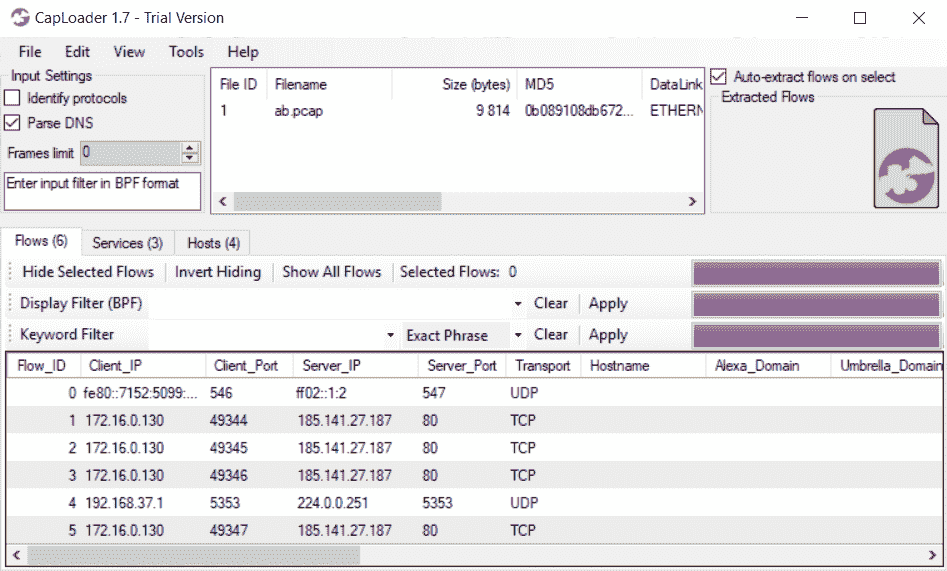 CapLoader 1.7 - Trial Version
File Edit View Tools Help
Input Settings
Identify protocols
Parse DNS
Frames limit 0
Enter input filter in BPF format
File ID Filename Size (bytes) MD5 DataLink
1 ab.pcap 9 814 0b089108db672... ETHERN
Auto-extract flows on select
Extracted Flows
Flows (6) Services (3) Hosts (4)
Hide Selected Flows Invert Hiding Show All Flows Selected Flows: 0
Display Filter (BPF) Clear Apply
Keyword Filter Exact Phrase Clear Apply
Flow_ID Client_IP Client_Port Server_IP Server_Port Transport Hostname Alexa_Domain Umbrella_Domain
0 fe80::7152:5099:... 546 ff02::1:2 547 UDP
1 172.16.0.130 49344 185.141.27.187 80 TCP
2 172.16.0.130 49345 185.141.27.187 80 TCP
3 172.16.0.130 49346 185.141.27.187 80 TCP
4 192.168.37.1 5353 224.0.0.251 5353 UDP
5 172.16.0.130 49347 185.141.27.187 80 TCP